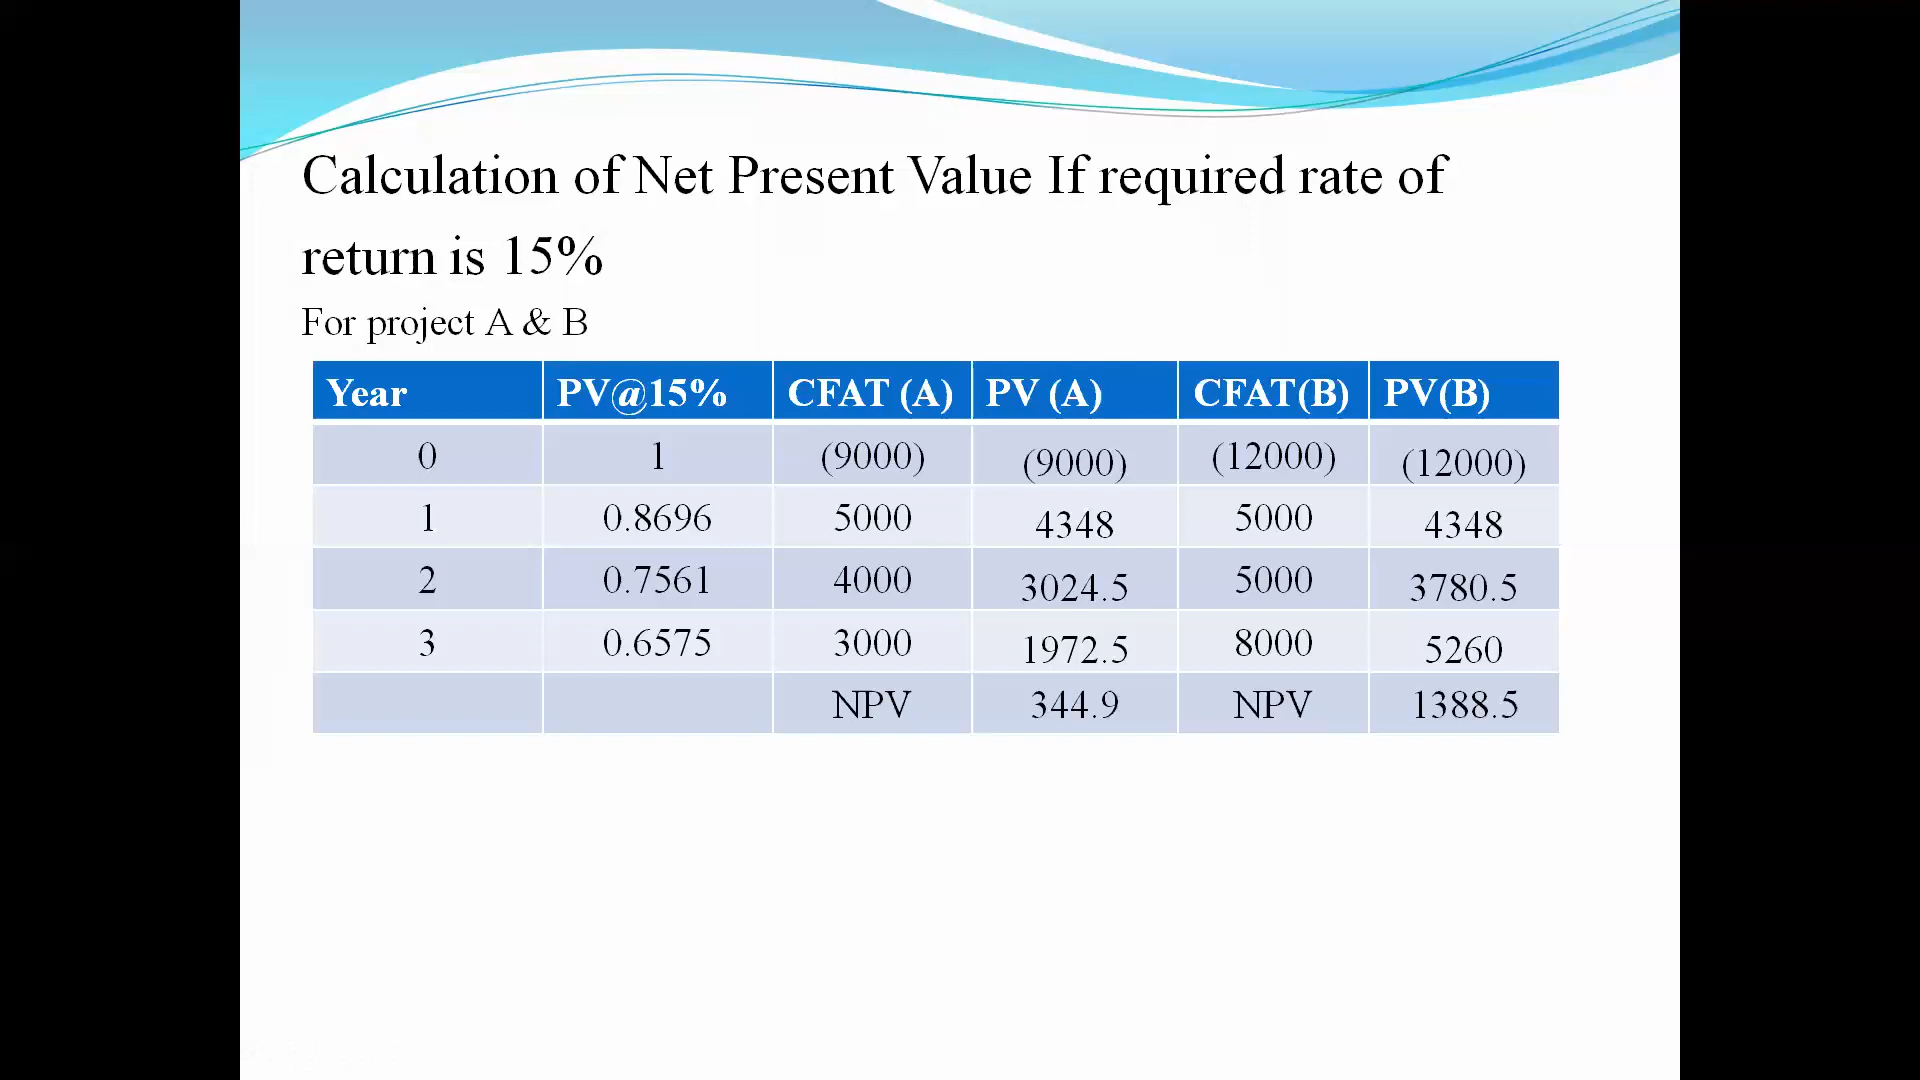 Calculation of Net Present Value If required rate of
return is 15%
For project A & B
Year PV@15% CFAT (A) PV (A) CFAT(B) PV(B)
0 1 (9000) (9000) (12000) (12000)
1 0.8696 5000 4348 5000 4348
2 0.7561 4000 3024.5 5000 3780.5
3 0.6575 3000 1972.5 8000 5260
NPV 344.9 NPV 1388.5